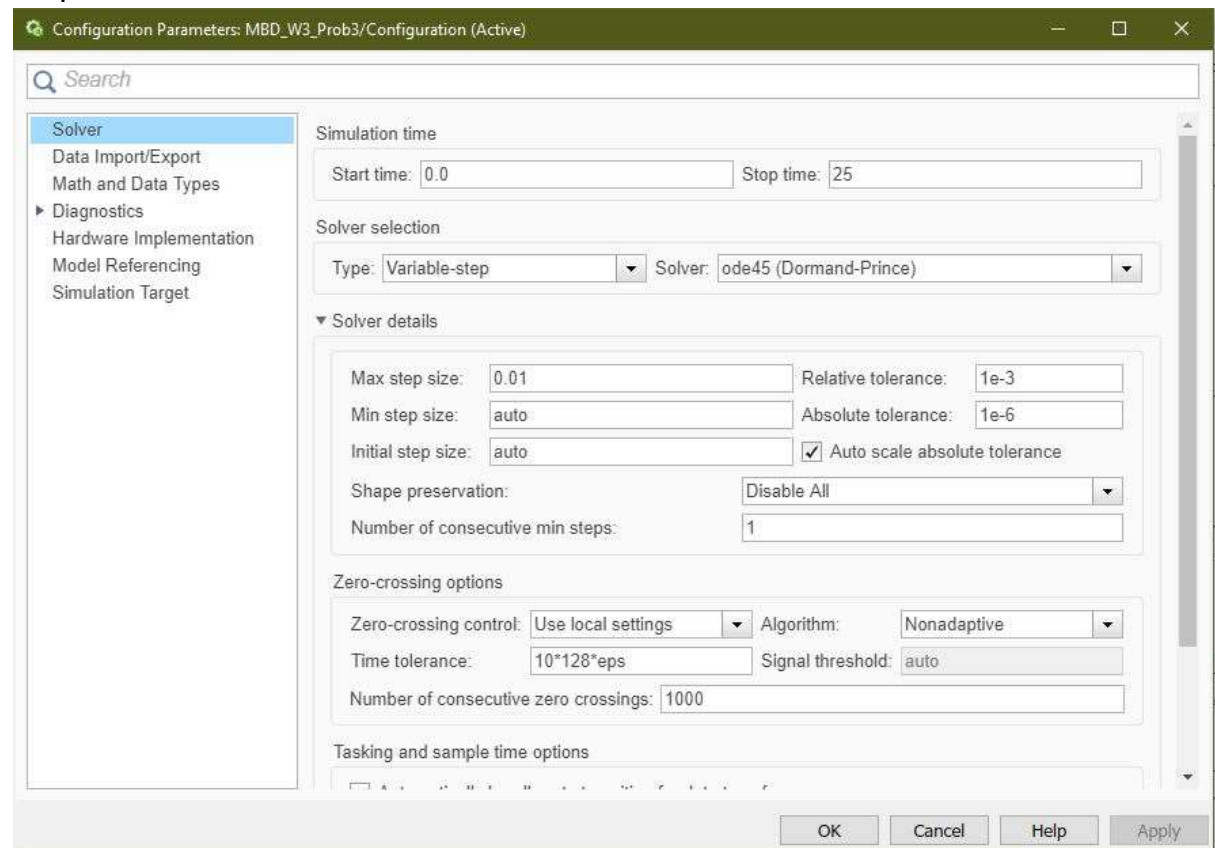 Configuration Parameters: MBD_W3_Prob3/Configuration (Active)
Search
Solver
Data Import/Export
Math and Data Types
Diagnostics
Hardware Implementation
Model Referencing
Simulation Target
Simulation time
Start time: 0.0 Stop time: 25
Solver selection
Type: Variable-step Solver: ode45 (Dormand-Prince)
Solver details
Max step size: 0.01 Relative tolerance: 1e-3
Min step size: auto Absolute tolerance: 1e-6
Initial step size: auto Auto scale absolute tolerance
Shape preservation: Disable All
Number of consecutive min steps: 1
Zero-crossing options
Zero-crossing control: Use local settings Algorithm: Nonadaptive
Time tolerance: 10*128*eps Signal threshold: auto
Number of consecutive zero crossings: 1000
Tasking and sample time options
OK Cancel Help Apply